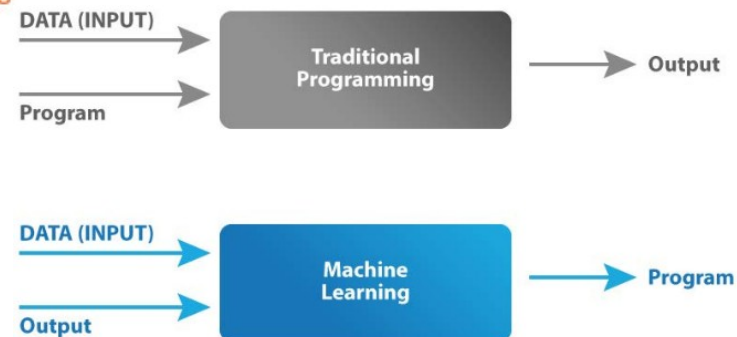 DATA (INPUT)
Traditional
Programming
Output
Program
DATA (INPUT)
Machine
Learning
Program
Output